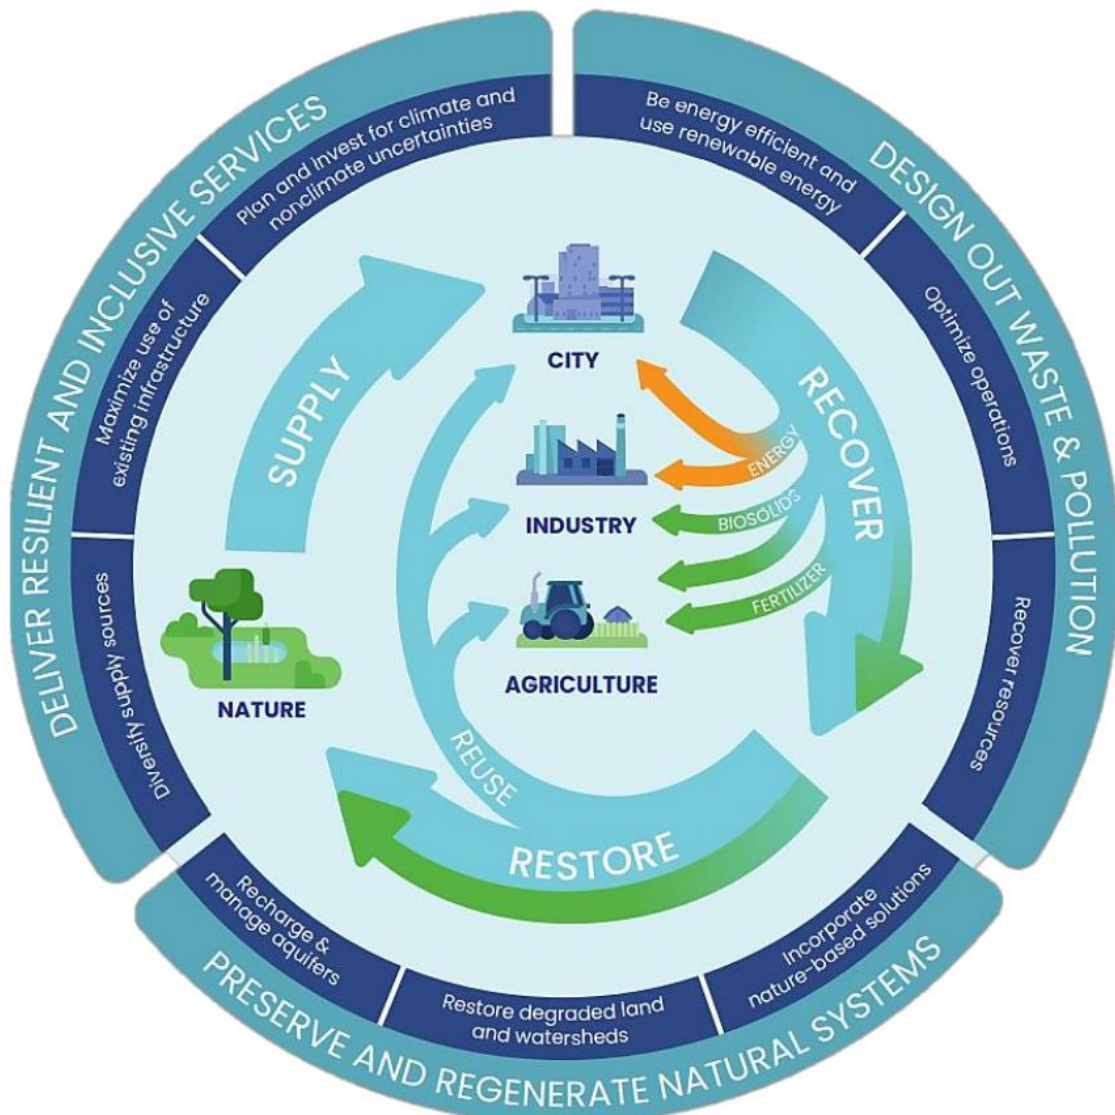 DELIVER RESILIENT AND INCLUSIVE SERVICES
Plan and invest for climate and
nonclimate uncertainties
Maximize use of
existing infrastructure
Diversify supply sources
DESIGN OUT WASTE & POLLUTION
Be energy efficient and
use renewable energy
Optimize operations
Recover resources
PRESERVE AND REGENERATE NATURAL SYSTEMS
Recharge &
manage aquifers
Restore degraded land
and watersheds
Incorporate
nature-based solutions
SUPPLY
CITY
RECOVER
ENERGY
INDUSTRY
BIOSOLIDS
FERTILIZER
AGRICULTURE
NATURE
REUSE
RESTORE